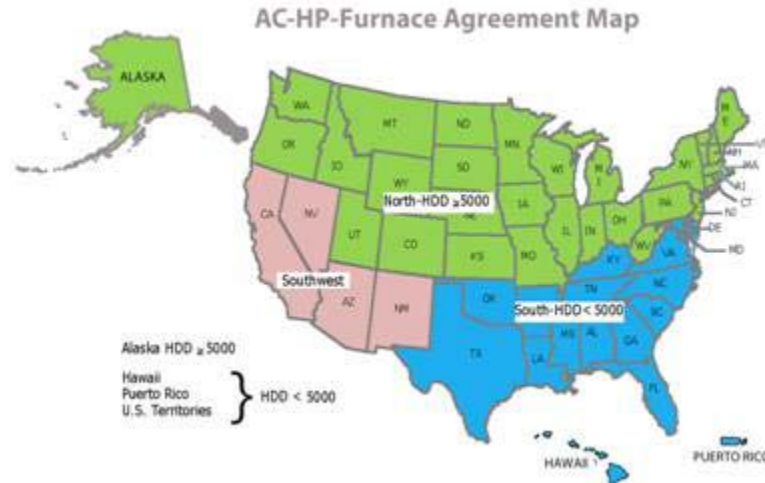 AC-HP-Furnace Agreement Map
ALASKA
WA
MT
ND
MN
OR
ID
SD
WI
M
I
NY
M
E
WY
North-HDD ≥5000
IA
PA
MA
RI
CT
NJ
DE
MD
CA
NV
UT
CO
KS
MO
IL
IN
OH
WV
KY
VA
Southwest
AZ
NM
OK
TN
NC
South-HDD< 5000
SC
MS
AL
GA
TX
LA
FL
Alaska HDD ≥ 5000
Hawaii
Puerto Rico
U.S. Territories
HDD < 5000
HAWAII
PUERTO RICO